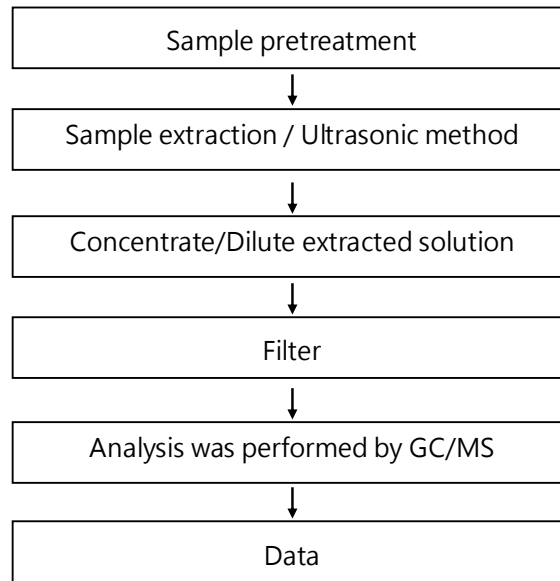 Sample pretreatment
Sample extraction / Ultrasonic method
Concentrate/Dilute extracted solution
Filter
Analysis was performed by GC/MS
Data